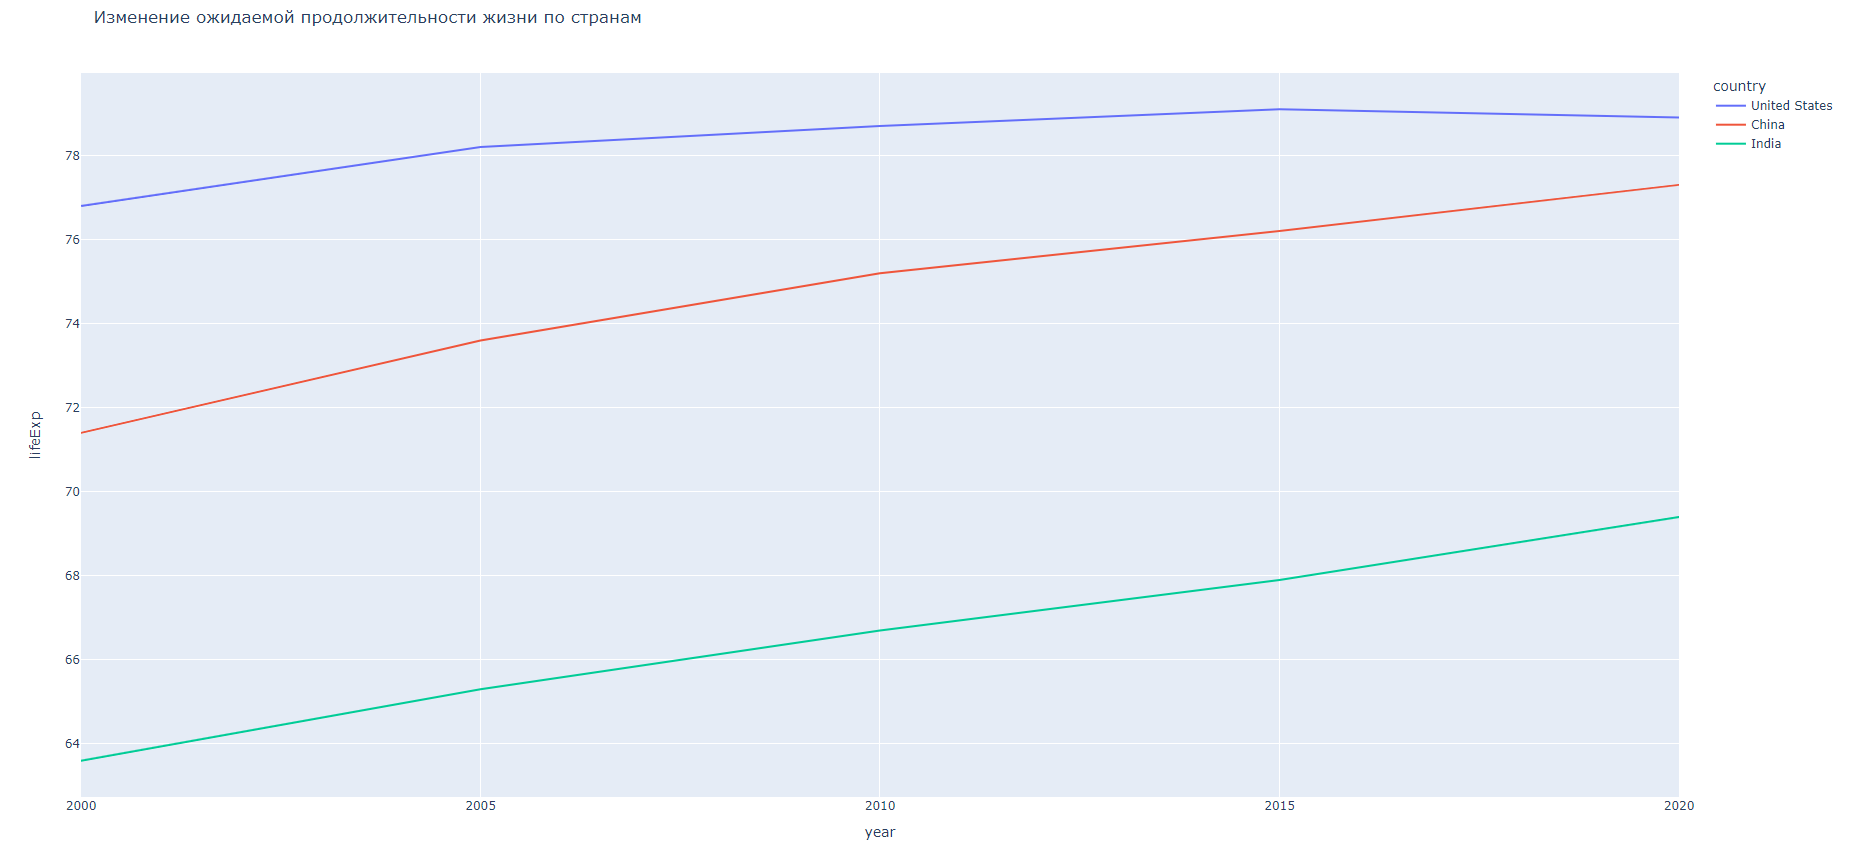 Изменение ожидаемой продолжительности жизни по странам
country
United States
China
India
78
76
74
72
70
68
66
64
lifeExp
2000 2005 2010 2015 2020
year